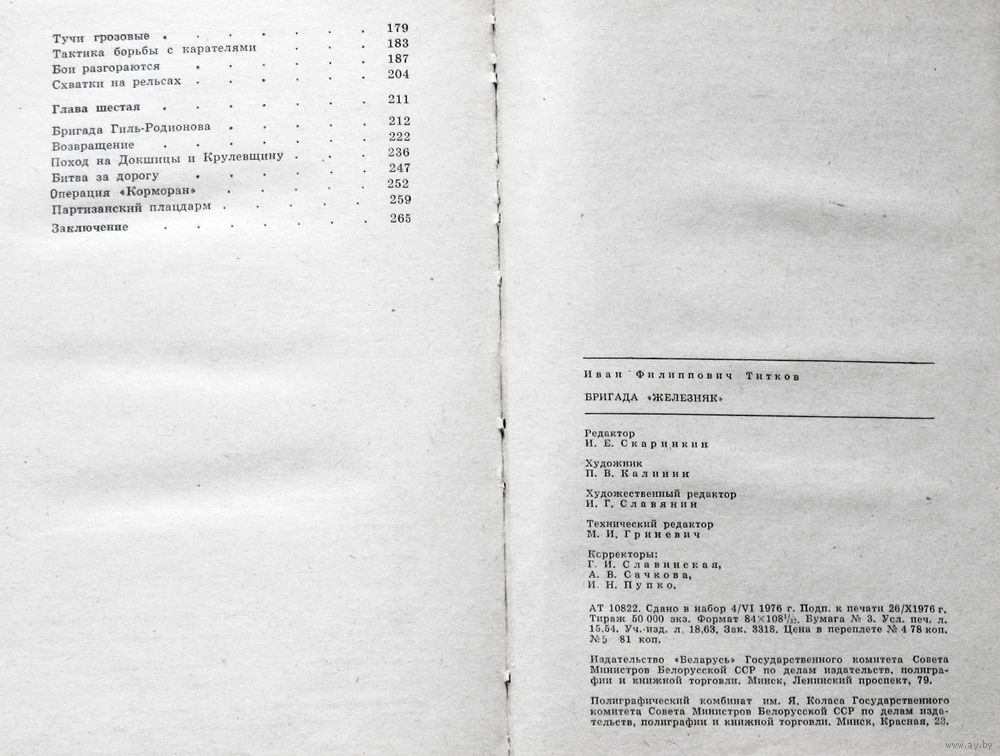 Тучи грозовые . . . . . . . 179
Тактика борьбы с карателями . . . 183
Бои разгораются . . . . . . 187
Схватки на рельсах . . . . . . 204
Глава шестая . . . . . . . 211
Бригада Гиль-Родионова . . . . . 212
Возвращение . . . . . . . 222
Поход на Докшицы и Крулевщину . . . 236
Битва за дорогу . . . . . . 247
Операция «Корморан» . . . . . 252
Партизанский плацдарм . . . . . 259
Заключение . . . . . . . 265
Иван Филиппович Титков
БРИГАДА «ЖЕЛЕЗНЯК»
Редактор
И. Е. Скаринкин
Художник
П. В. Калинин
Художественный редактор
И. Г. Славянин
Технический редактор
М. И. Гриневич
Корректоры:
Г. И. Славинская,
А. В. Сачкова,
И. Н. Пупко.
АТ 10822. Сдано в набор 4/VI 1976 г. Подп. к печати 26/X1976 г.
Тираж 50 000 экз. Формат 84×108¹/₃₂. Бумага № 3. Усл. печ. л.
15,54. Уч.-изд. л. 18,63. Зак. 3318. Цена в переплете № 4 78 коп.
№ 5 81 коп.
Издательство «Беларусь» Государственного комитета Совета
Министров Белорусской ССР по делам издательств, полигра-
фии и книжной торговли. Минск, Ленинский проспект, 79.
Полиграфический комбинат им. Я. Коласа Государственного
комитета Совета Министров Белорусской ССР по делам изда-
тельств, полиграфии и книжной торговли. Минск, Красная, 23.
www.ay.by